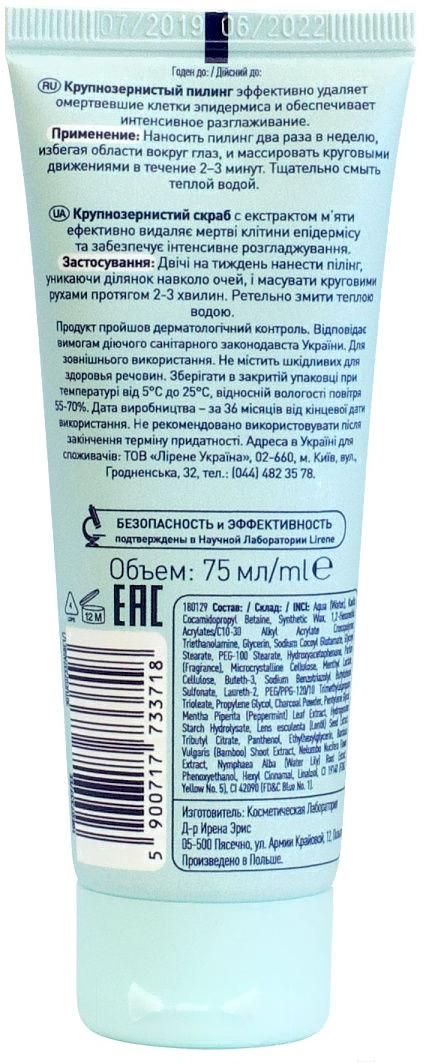 07/2019 06/2022
Годен до: / Дійсний до:
RU Крупнозернистый пилинг эффективно удаляет
омертвевшие клетки эпидермиса и обеспечивает
интенсивное разглаживание.
Применение: Наносить пилинг два раза в неделю,
избегая области вокруг глаз, и массировать круговыми
движениями в течение 2–3 минут. Тщательно смыть
теплой водой.
UA Крупнозернистий скраб с екстрактом м'яти
ефективно видаляє мертві клітини епідермісу
та забезпечує інтенсивне розгладжування.
Застосування: Двічі на тиждень нанести пілінг,
уникаючи ділянок навколо очей, і масувати круговими
рухами протягом 2-3 хвилин. Ретельно змити теплою
водою.
Продукт пройшов дерматологічний контроль. Відповідає
вимогам діючого санітарного законодавста України. Для
зовнішнього використання. Не містить шкідливих для
здоровья речовин. Зберігати в закритій упаковці при
температурі від 5°C до 25°C, відносній вологості повітря
55-70%. Дата виробництва – за 36 місяців від кінцевої дати
використання. Не рекомендовано використовувати після
закінчення терміну придатності. Адреса в Україні для
споживачів: ТОВ «Лірене Україна», 02-660, м. Київ, вул.,
Гродненська, 32, тел.: (044) 482 35 78.
БЕЗОПАСНОСТЬ и ЭФФЕКТИВНОСТЬ
подтверждены в Научной Лаборатории Lirene
Объем: 75 мл/ml e
12 M EAC
180129 Состав: / Склад: / INCI: Aqua (Water),
Cocamidopropyl Betaine, Synthetic Wax,
Acrylates/C10-30 Alkyl Acrylate
Triethanolamine, Glycerin, Sodium Cocoyl Glutamate,
Stearate, PEG-100 Stearate, Hydroxyacetophenone,
(Fragrance), Microcrystalline Cellulose, Menthyl
Cellulose, Buteth-3, Sodium Benzotriazolyl
Sulfonate, Laureth-2, PEG/PPG-120/10
Trioleate, Propylene Glycol, Charcoal Powder,
Mentha Piperita (Peppermint) Leaf Extract,
Starch Hydrolysate, Lens esculenta (Lentil) Seed
Tributyl Citrate, Panthenol, Ethylhexylglycerin,
Vulgaris (Bamboo) Shoot Extract, Nelumbo Nucifera
Extract, Nymphaea Alba (Water Lily) Root
Phenoxyethanol, Hexyl Cinnamal, Linalool, CI 19140
Yellow No. 5), CI 42090 (FD&C Blue No. 1).
Изготовитель: Косметическая Лаборатория
Д-р Ирена Эрис
05-500 Пясечно, ул. Армии Крайовой, 12,
Произведено в Польше.
5 900717 733718